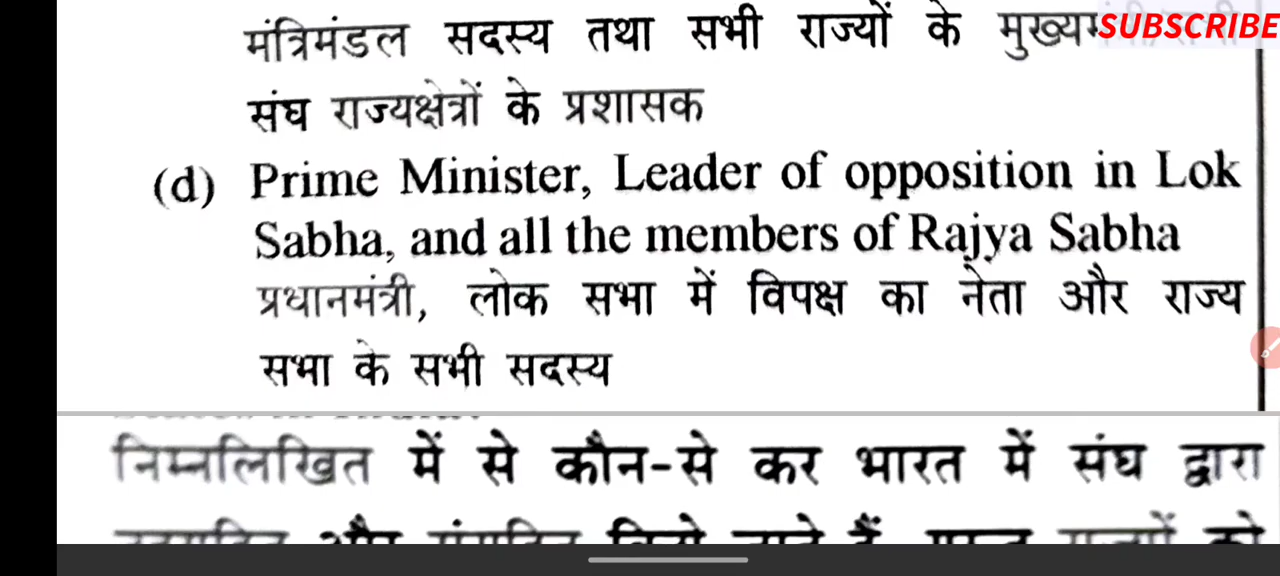 मंत्रिमंडल सदस्य तथा सभी राज्यों के
SUBSCRIBE
संघ राज्यक्षेत्रों के प्रशासक
(d) Prime Minister, Leader of opposition in Lok
Sabha, and all the members of Rajya Sabha
प्रधानमंत्री, लोक सभा में विपक्ष का नेता और राज्य
सभा के सभी सदस्य
निम्नलिखित में से कौन-से कर भारत में संघ द्वारा